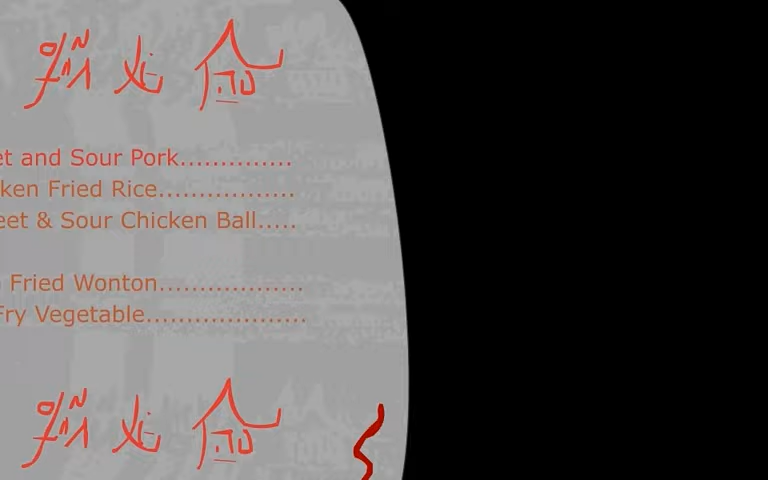 et and Sour Pork..............
ken Fried Rice.................
eet & Sour Chicken Ball.....
Fried Wonton..................
Fry Vegetable....................